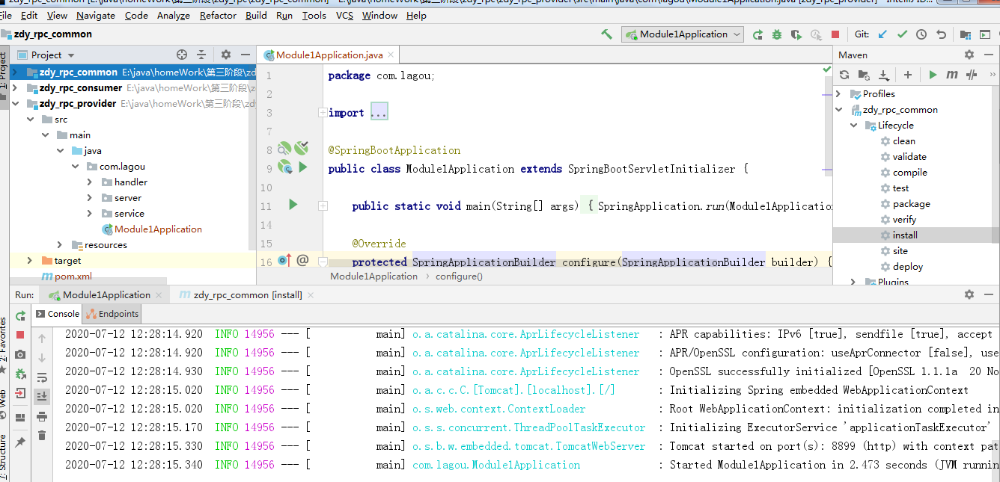 zdy_rpc_common [E:\java\homeWork\第三阶段\zdy_rpc\zdy_rpc_common] - E:\java\homeWork\第三阶段\zdy_rpc\zdy_rpc_provider\src\main\java\com\lagou\Module1Application.java [zdy_rpc_provider] - IntelliJ ID...
File Edit View Navigate Code Analyze Refactor Build Run Tools VCS Window Help
zdy_rpc_common Module1Application Git:
1: Project
Project
zdy_rpc_common E:\java\homeWork\第三阶段\zd
zdy_rpc_consumer E:\java\homeWork\第三阶段\zdy
zdy_rpc_provider E:\java\homeWork\第三阶段\zdy
src
main
java
com.lagou
handler
server
service
Module1Application
resources
target
pom.xml
Module1Application.java
1 package com.lagou;
2
3 import ...
7
8 @SpringBootApplication
9 public class Module1Application extends SpringBootServletInitializer {
10
11 public static void main(String[] args) { SpringApplication.run(Module1Application
14
15 @Override
16 protected SpringApplicationBuilder configure(SpringApplicationBuilder builder) {
Module1Application › configure()
Maven
Profiles
zdy_rpc_common
Lifecycle
clean
validate
compile
test
package
verify
install
site
deploy
Plugins
Run: Module1Application zdy_rpc_common [install]
Console Endpoints
2: Favorites
Web
7: Structure
2020-07-12 12:28:14.920 INFO 14956 --- [ main] o.a.catalina.core.AprLifecycleListener : APR capabilities: IPv6 [true], sendfile [true], accept
2020-07-12 12:28:14.920 INFO 14956 --- [ main] o.a.catalina.core.AprLifecycleListener : APR/OpenSSL configuration: useAprConnector [false], use
2020-07-12 12:28:14.930 INFO 14956 --- [ main] o.a.catalina.core.AprLifecycleListener : OpenSSL successfully initialized [OpenSSL 1.1.1a 20 No
2020-07-12 12:28:15.020 INFO 14956 --- [ main] o.a.c.c.C.[Tomcat].[localhost].[/] : Initializing Spring embedded WebApplicationContext
2020-07-12 12:28:15.020 INFO 14956 --- [ main] o.s.web.context.ContextLoader : Root WebApplicationContext: initialization completed in
2020-07-12 12:28:15.170 INFO 14956 --- [ main] o.s.s.concurrent.ThreadPoolTaskExecutor : Initializing ExecutorService 'applicationTaskExecutor'
2020-07-12 12:28:15.330 INFO 14956 --- [ main] o.s.b.w.embedded.tomcat.TomcatWebServer : Tomcat started on port(s): 8899 (http) with context pat
2020-07-12 12:28:15.340 INFO 14956 --- [ main] com.lagou.Module1Application : Started Module1Application in 2.473 seconds (JVM runnin